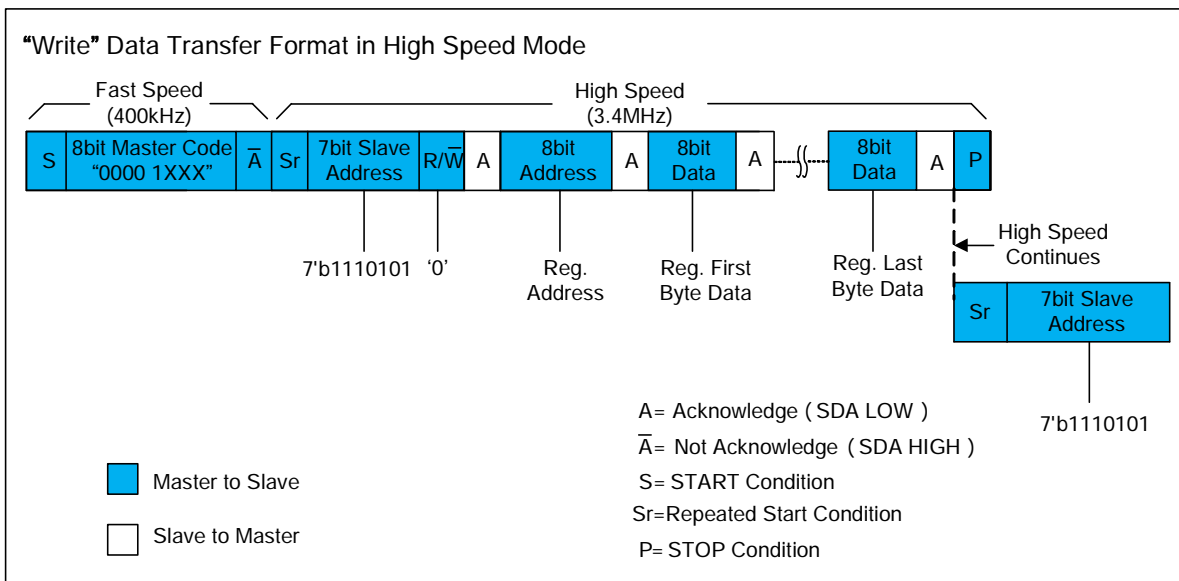 "Write" Data Transfer Format in High Speed Mode
Fast Speed
(400kHz)
High Speed
(3.4MHz)
S
8bit Master Code
"0000 1XXX"
A̅
Sr
7bit Slave
Address
R/W̅
A
8bit
Address
A
8bit
Data
A
8bit
Data
A
P
7'b1110101
'0'
Reg.
Address
Reg. First
Byte Data
Reg. Last
Byte Data
High Speed
Continues
Sr
7bit Slave
Address
7'b1110101
A= Acknowledge ( SDA LOW )
A̅= Not Acknowledge ( SDA HIGH )
S= START Condition
Sr=Repeated Start Condition
P= STOP Condition
Master to Slave
Slave to Master